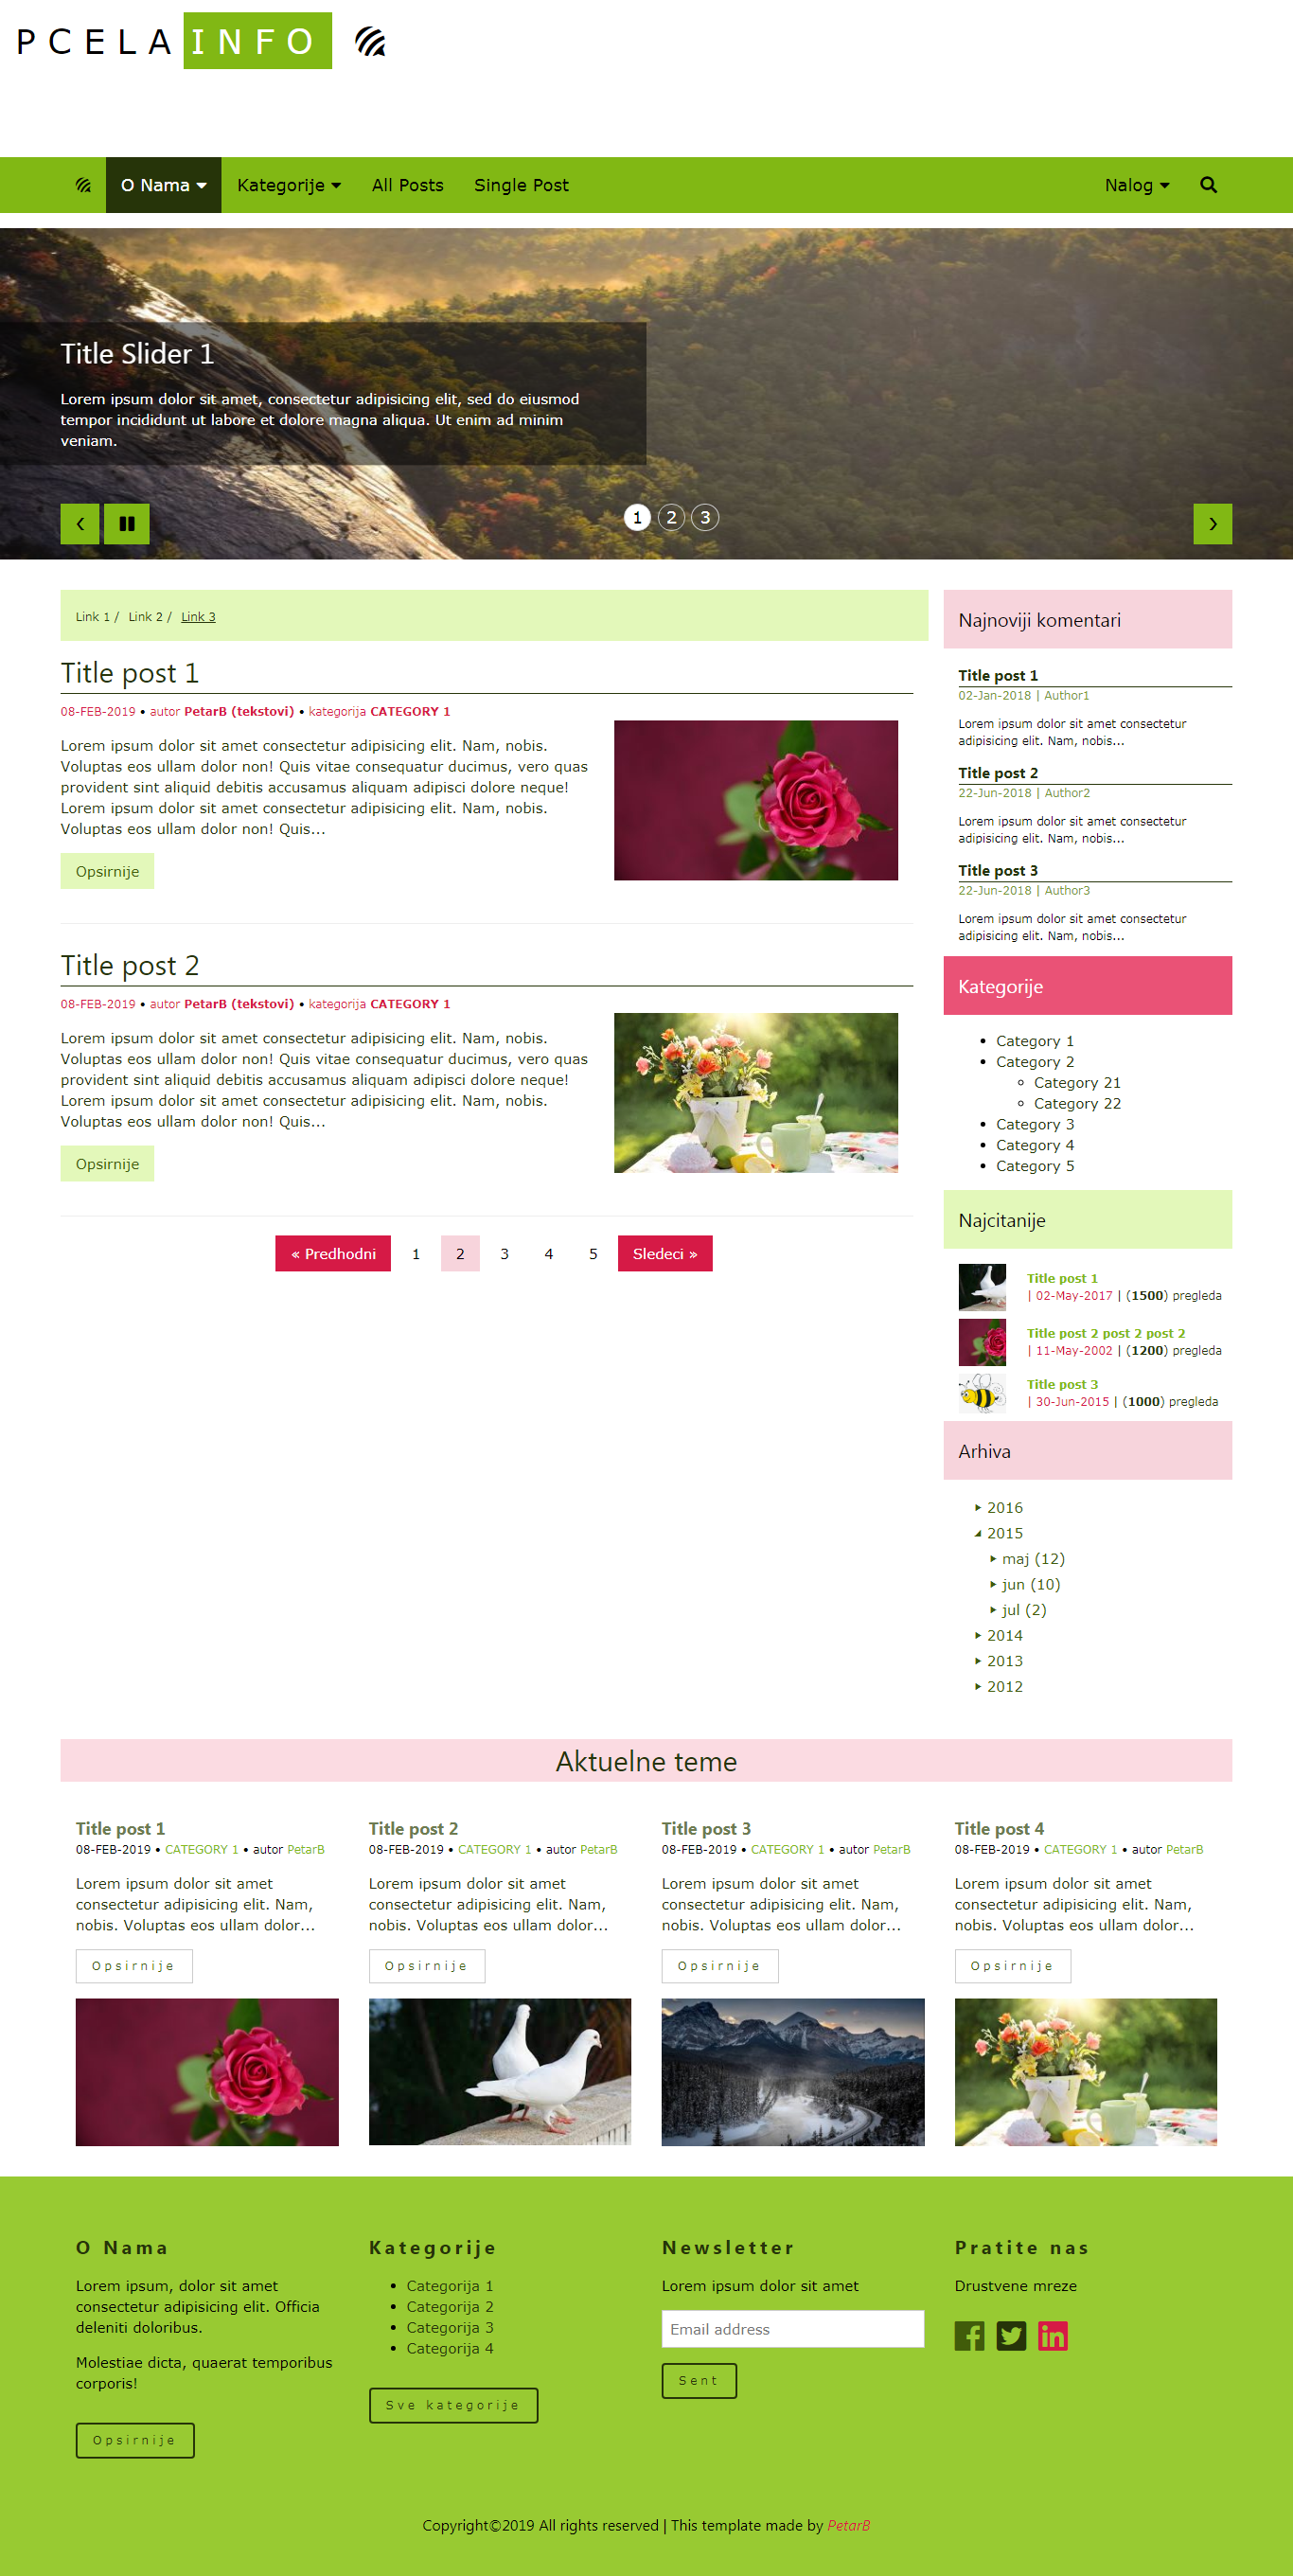 PCELAINFO
O Nama
Kategorije
All Posts
Single Post
Nalog
Title Slider 1
Lorem ipsum dolor sit amet, consectetur adipisicing elit, sed do eiusmod
tempor incididunt ut labore et dolore magna aliqua. Ut enim ad minim
veniam.
‹
1 2 3
›
Link 1 / Link 2 / Link 3
Title post 1
08-FEB-2019 • autor PetarB (tekstovi) • kategorija CATEGORY 1
Lorem ipsum dolor sit amet consectetur adipisicing elit. Nam, nobis.
Voluptas eos ullam dolor non! Quis vitae consequatur ducimus, vero quas
provident sint aliquid debitis accusamus aliquam adipisci dolore neque!
Lorem ipsum dolor sit amet consectetur adipisicing elit. Nam, nobis.
Voluptas eos ullam dolor non! Quis...
Opsirnije
Title post 2
08-FEB-2019 • autor PetarB (tekstovi) • kategorija CATEGORY 1
Lorem ipsum dolor sit amet consectetur adipisicing elit. Nam, nobis.
Voluptas eos ullam dolor non! Quis vitae consequatur ducimus, vero quas
provident sint aliquid debitis accusamus aliquam adipisci dolore neque!
Lorem ipsum dolor sit amet consectetur adipisicing elit. Nam, nobis.
Voluptas eos ullam dolor non! Quis...
Opsirnije
« Predhodni 1 2 3 4 5 Sledeci »
Najnoviji komentari
Title post 1
02-Jan-2018 | Author1
Lorem ipsum dolor sit amet consectetur
adipisicing elit. Nam, nobis...
Title post 2
22-Jun-2018 | Author2
Lorem ipsum dolor sit amet consectetur
adipisicing elit. Nam, nobis...
Title post 3
22-Jun-2018 | Author3
Lorem ipsum dolor sit amet consectetur
adipisicing elit. Nam, nobis...
Kategorije
Category 1
Category 2
Category 21
Category 22
Category 3
Category 4
Category 5
Najcitanije
Title post 1
| 02-May-2017 | (1500) pregleda
Title post 2 post 2 post 2
| 11-May-2002 | (1200) pregleda
Title post 3
| 30-Jun-2015 | (1000) pregleda
Arhiva
2016
2015
maj (12)
jun (10)
jul (2)
2014
2013
2012
Aktuelne teme
Title post 1
08-FEB-2019 • CATEGORY 1 • autor PetarB
Lorem ipsum dolor sit amet
consectetur adipisicing elit. Nam,
nobis. Voluptas eos ullam dolor...
Opsirnije
Title post 2
08-FEB-2019 • CATEGORY 1 • autor PetarB
Lorem ipsum dolor sit amet
consectetur adipisicing elit. Nam,
nobis. Voluptas eos ullam dolor...
Opsirnije
Title post 3
08-FEB-2019 • CATEGORY 1 • autor PetarB
Lorem ipsum dolor sit amet
consectetur adipisicing elit. Nam,
nobis. Voluptas eos ullam dolor...
Opsirnije
Title post 4
08-FEB-2019 • CATEGORY 1 • autor PetarB
Lorem ipsum dolor sit amet
consectetur adipisicing elit. Nam,
nobis. Voluptas eos ullam dolor...
Opsirnije
O Nama
Lorem ipsum, dolor sit amet
consectetur adipisicing elit. Officia
deleniti doloribus.
Molestiae dicta, quaerat temporibus
corporis!
Opsirnije
Kategorije
Categorija 1
Categorija 2
Categorija 3
Categorija 4
Sve kategorije
Newsletter
Lorem ipsum dolor sit amet
Email address
Sent
Pratite nas
Drustvene mreze
Copyright©2019 All rights reserved | This template made by PetarB